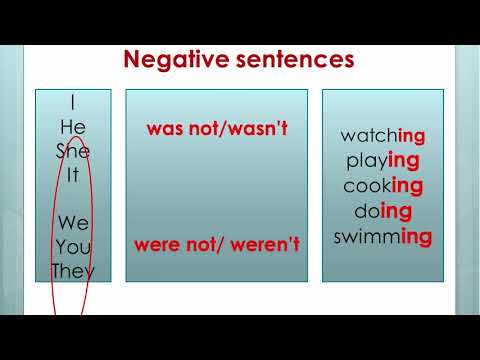 Negative sentences
I
He
She
It
We
You
They
was not/wasn't
were not/ weren't
watching
playing
cooking
doing
swimming